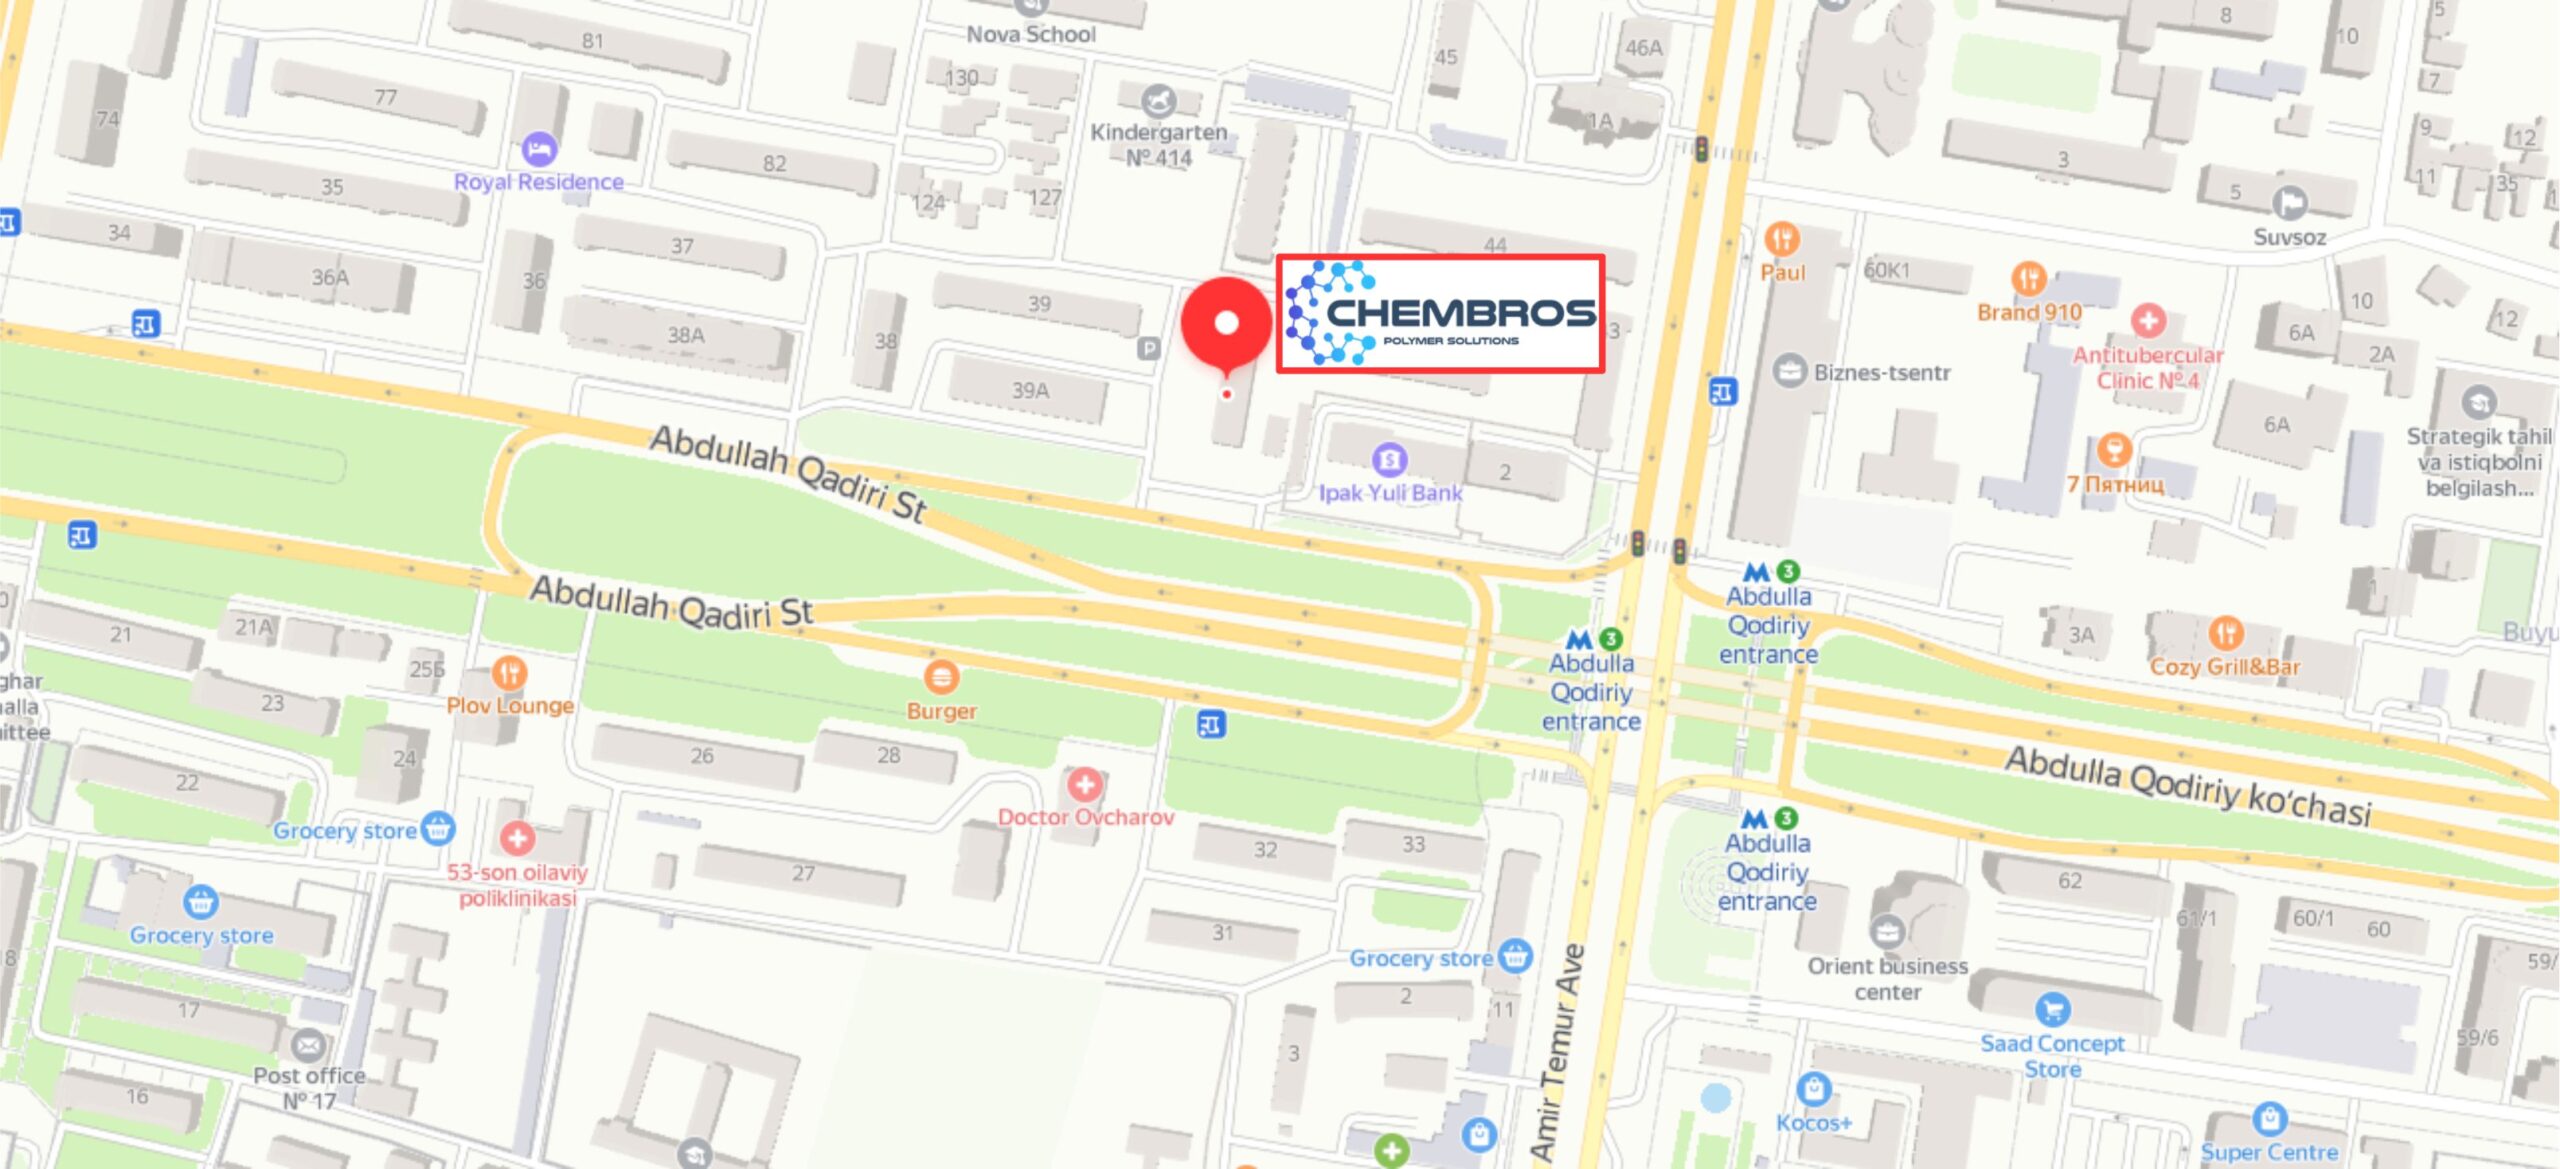 81
Nova School
45
46A
8
10
5
7
77
130
Kindergarten
№ 414
1A
74
9
12
3
82
Royal Residence
35
124
127
11
35
5
Suvsoz
34
37
44
36A
36
39
Paul
60K1
Brand 910
10
12
6A
2A
38A
38
CHEMBROS
POLYMER SOLUTIONS
3
P
39A
Biznes-tsentr
Antitubercular
Clinic № 4
6A
Strategik tahlil
va istiqbolni
belgilash...
Abdullah Qadiri St
Ipak Yuli Bank
2
7 Пятниц
Abdullah Qadiri St
3
Abdulla
Qodiriy
entrance
3
Abdulla
Qodiriy
entrance
1
3A
Cozy Grill&Bar
Buyu
21
21A
25Б
Plov Lounge
Burger
23
ghar
alla
ittee
24
22
26
28
Doctor Ovcharov
Abdulla Qodiriy ko'chasi
Grocery store
53-son oilaviy
poliklinikasi
27
32
33
3
Abdulla
Qodiriy
entrance
62
61/1
60/1
60
Grocery store
18
31
Grocery store
Orient business
center
59/
17
2
11
Saad Concept
Store
59/6
Post office
№ 17
16
3
Amir Temur Ave
Kocos+
Super Centre